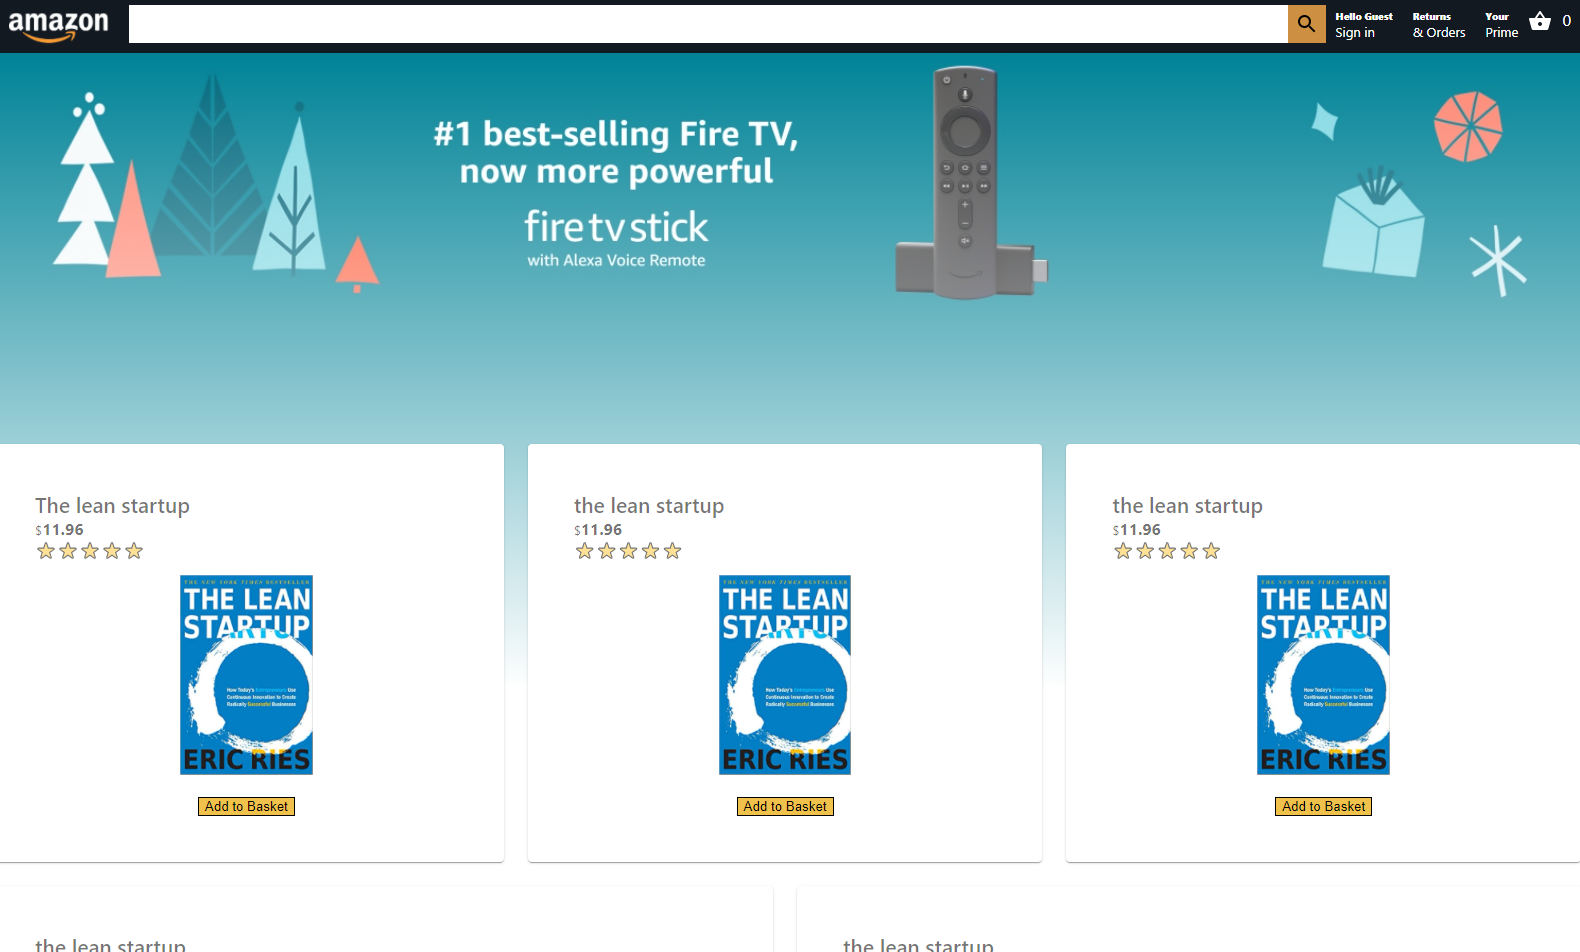 amazon
Hello Guest
Sign in
Returns
& Orders
Your
Prime
0
#1 best-selling Fire TV,
now more powerful
fire tv stick
with Alexa Voice Remote
The lean startup
$11.96
THE NEW YORK TIMES BESTSELLER
THE LEAN
STARTUP
How Today's Entrepreneurs Use
Continuous Innovation to Create
Radically Successful Businesses
ERIC RIES
Add to Basket
the lean startup
$11.96
THE NEW YORK TIMES BESTSELLER
THE LEAN
STARTUP
How Today's Entrepreneurs Use
Continuous Innovation to Create
Radically Successful Businesses
ERIC RIES
Add to Basket
the lean startup
$11.96
THE NEW YORK TIMES BESTSELLER
THE LEAN
STARTUP
How Today's Entrepreneurs Use
Continuous Innovation to Create
Radically Successful Businesses
ERIC RIES
Add to Basket
the lean startup
the lean startup